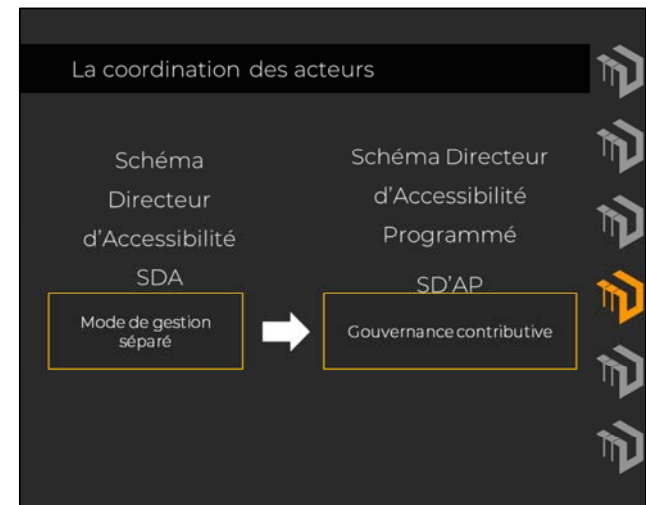 La coordination des acteurs
Schéma
Directeur
d'Accessibilité
SDA
Mode de gestion
séparé
Schéma Directeur
d'Accessibilité
Programmé
SD'AP
Gouvernance contributive